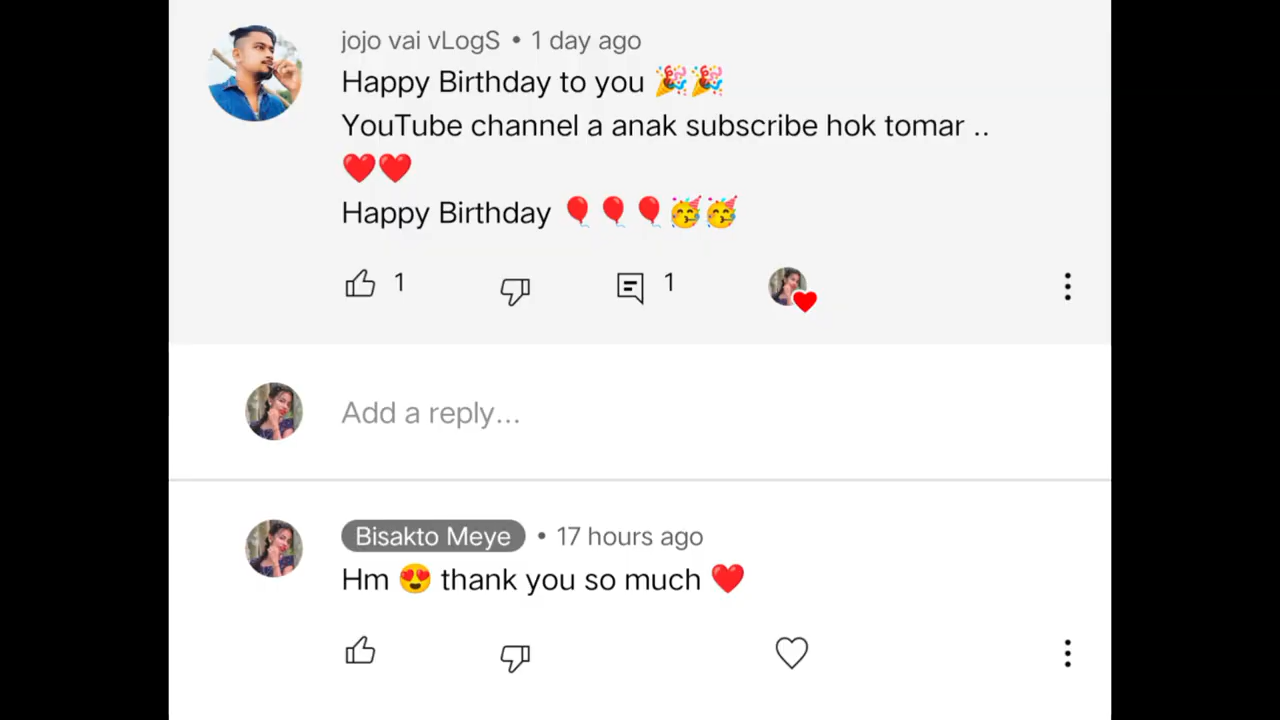 jojo vai vLogS • 1 day ago
Happy Birthday to you 🎉🎉
YouTube channel a anak subscribe hok tomar ..
❤️❤️
Happy Birthday 🎈🎈🎈🥳🥳
1 1
Add a reply...
Bisakto Meye • 17 hours ago
Hm 😍 thank you so much ❤️